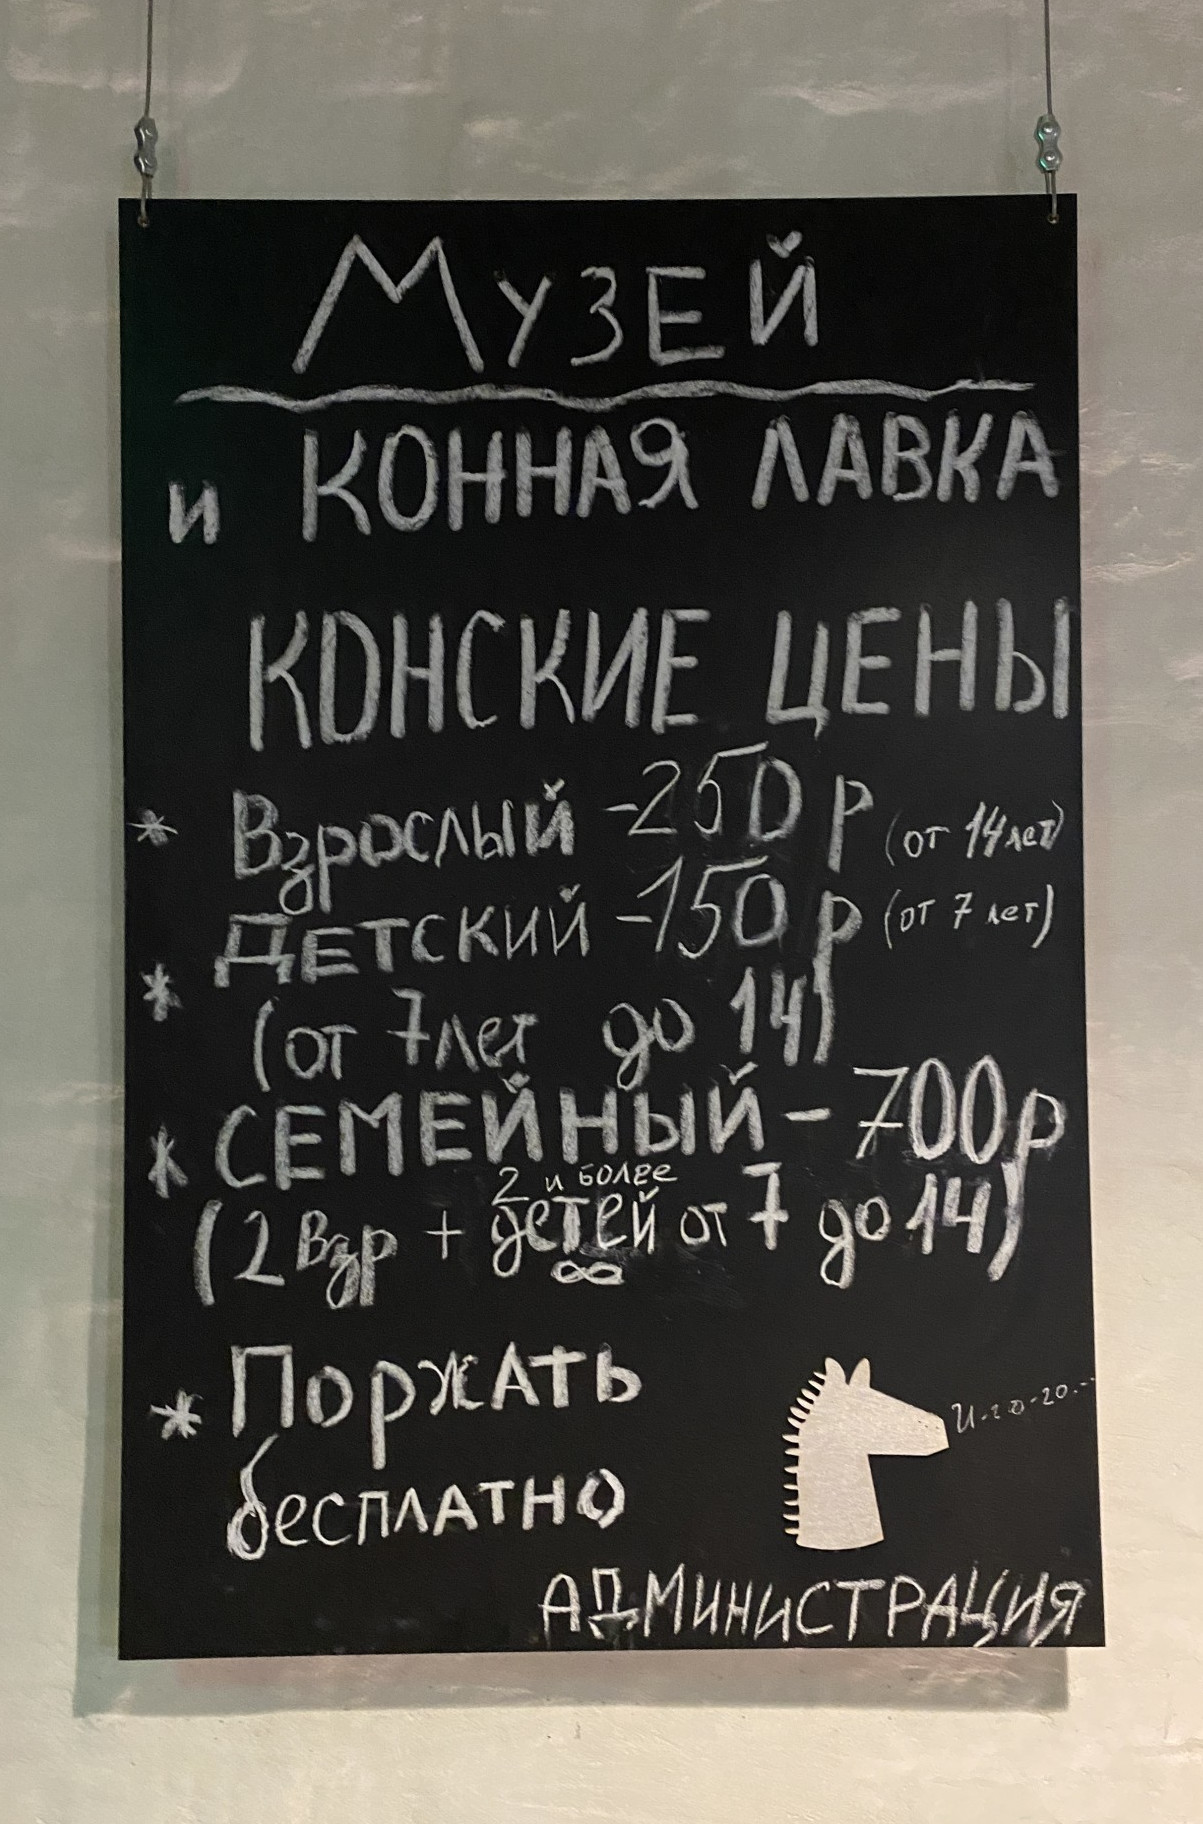 Музей
и КОННАЯ ЛАВКА
КОНСКИЕ ЦЕНЫ
* Взрослый -250 р (от 14 лет)
* Детский -150 р (от 7 лет)
(от 7 лет до 14)
* СЕМЕЙНЫЙ - 700р
2 и более
(2 Взр + детей от 7 до 14)
∞
* Поржать
бесплатно
И-го-го...
АДМИНИСТРАЦИЯ